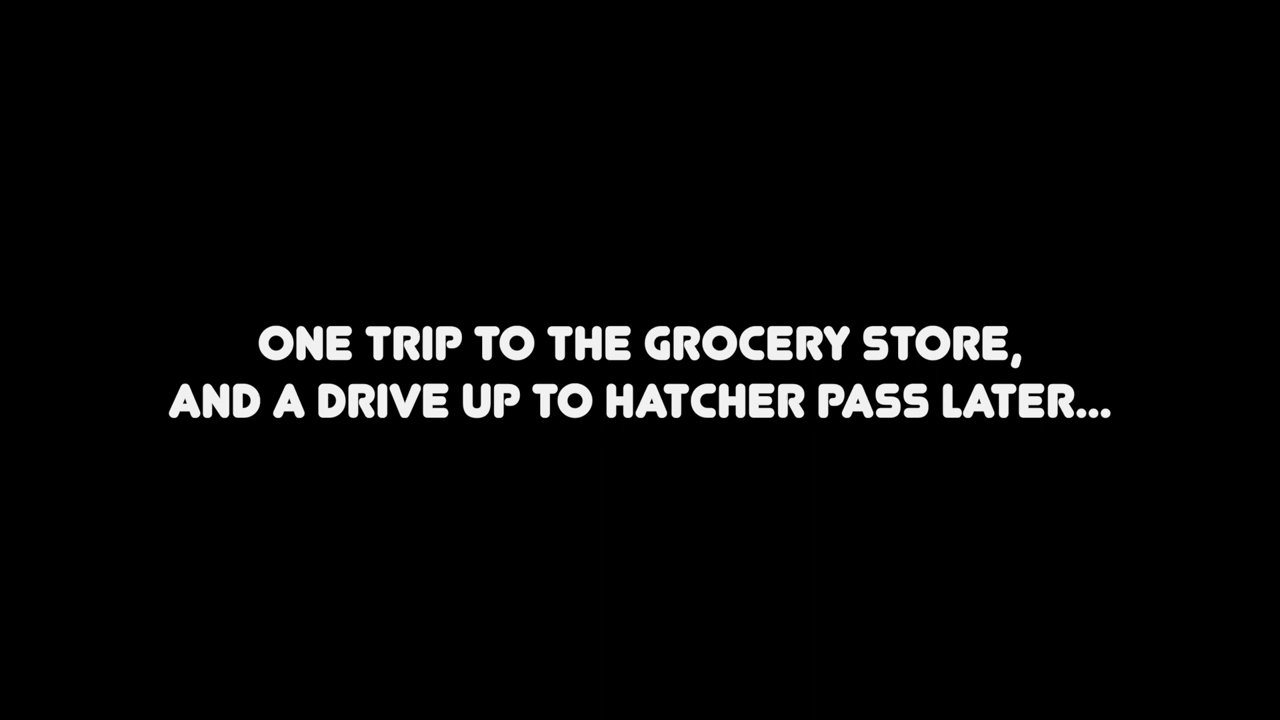 ONE TRIP TO THE GROCERY STORE,
AND A DRIVE UP TO HATCHER PASS LATER...